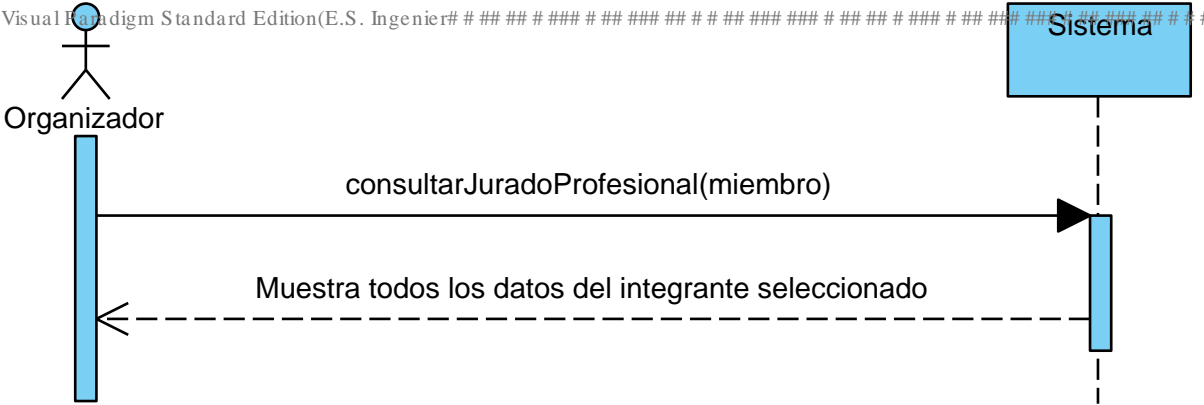 Visual Paradigm Standard Edition(E.S. Ingenier# # ## ## # ### # ## ### ## # # ## ### ### # ## ## # ### # ## ### ### # ## ### ## # #
Sistema
Organizador
consultarJuradoProfesional(miembro)
Muestra todos los datos del integrante seleccionado